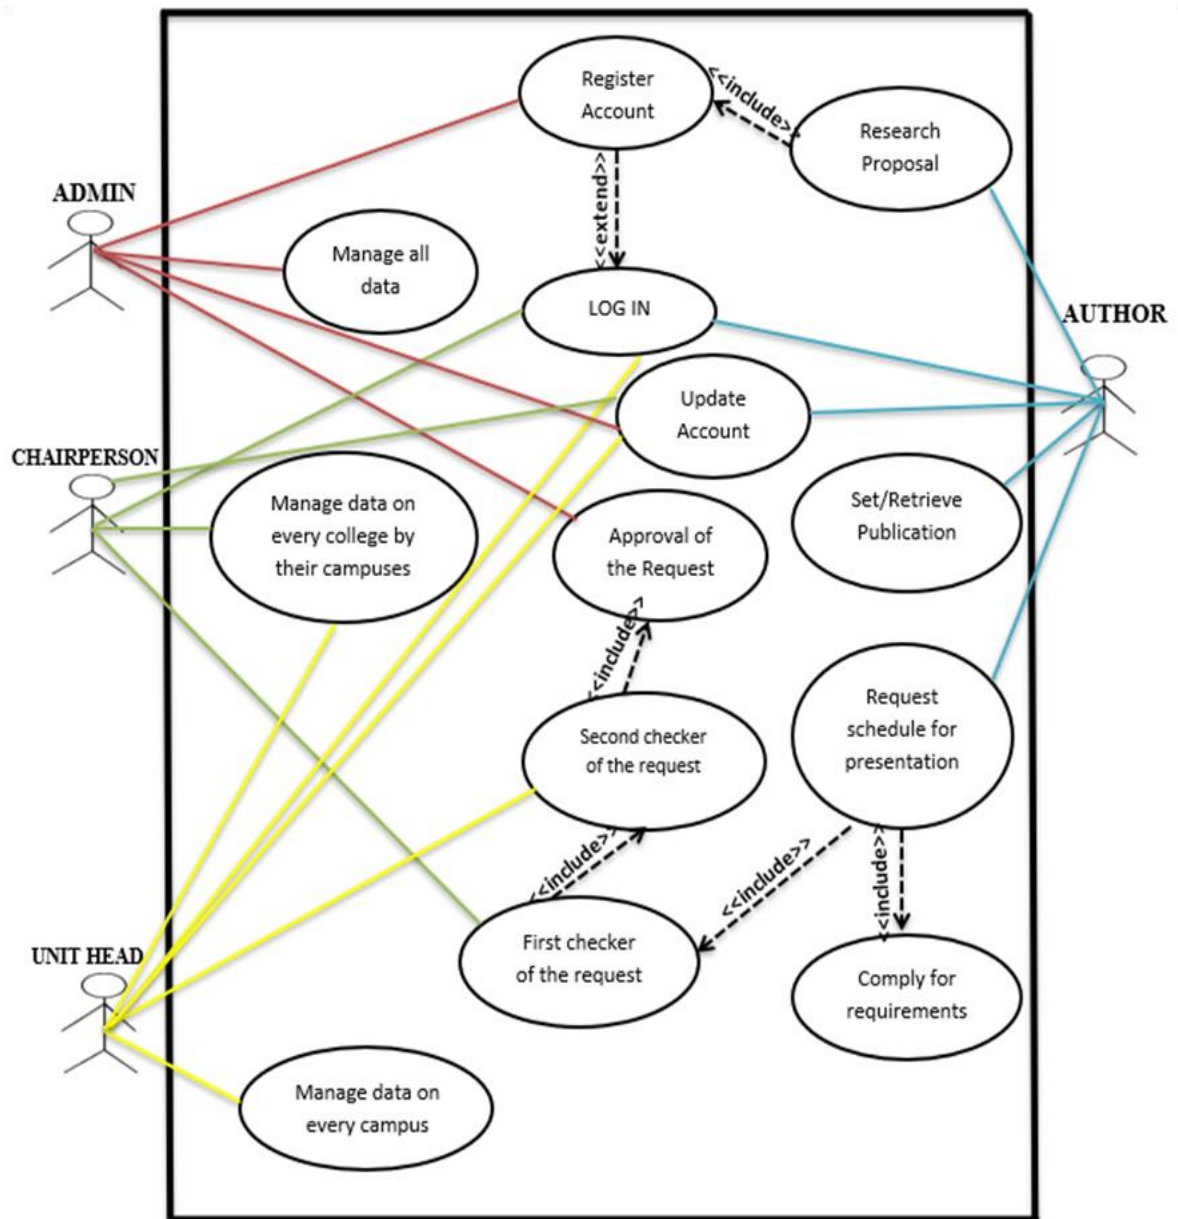 Register
Account
<<include>>
Research
Proposal
ADMIN
<<extend>>
Manage all
data
LOG IN
AUTHOR
Update
Account
CHAIRPERSON
Manage data on
every college by
their campuses
Set/Retrieve
Publication
Approval of
the Request
<<include>>
Second checker
of the request
Request
schedule for
presentation
<<include>>
<<include>>
<<include>
UNIT HEAD
First checker
of the request
Comply for
requirements
Manage data on
every campus